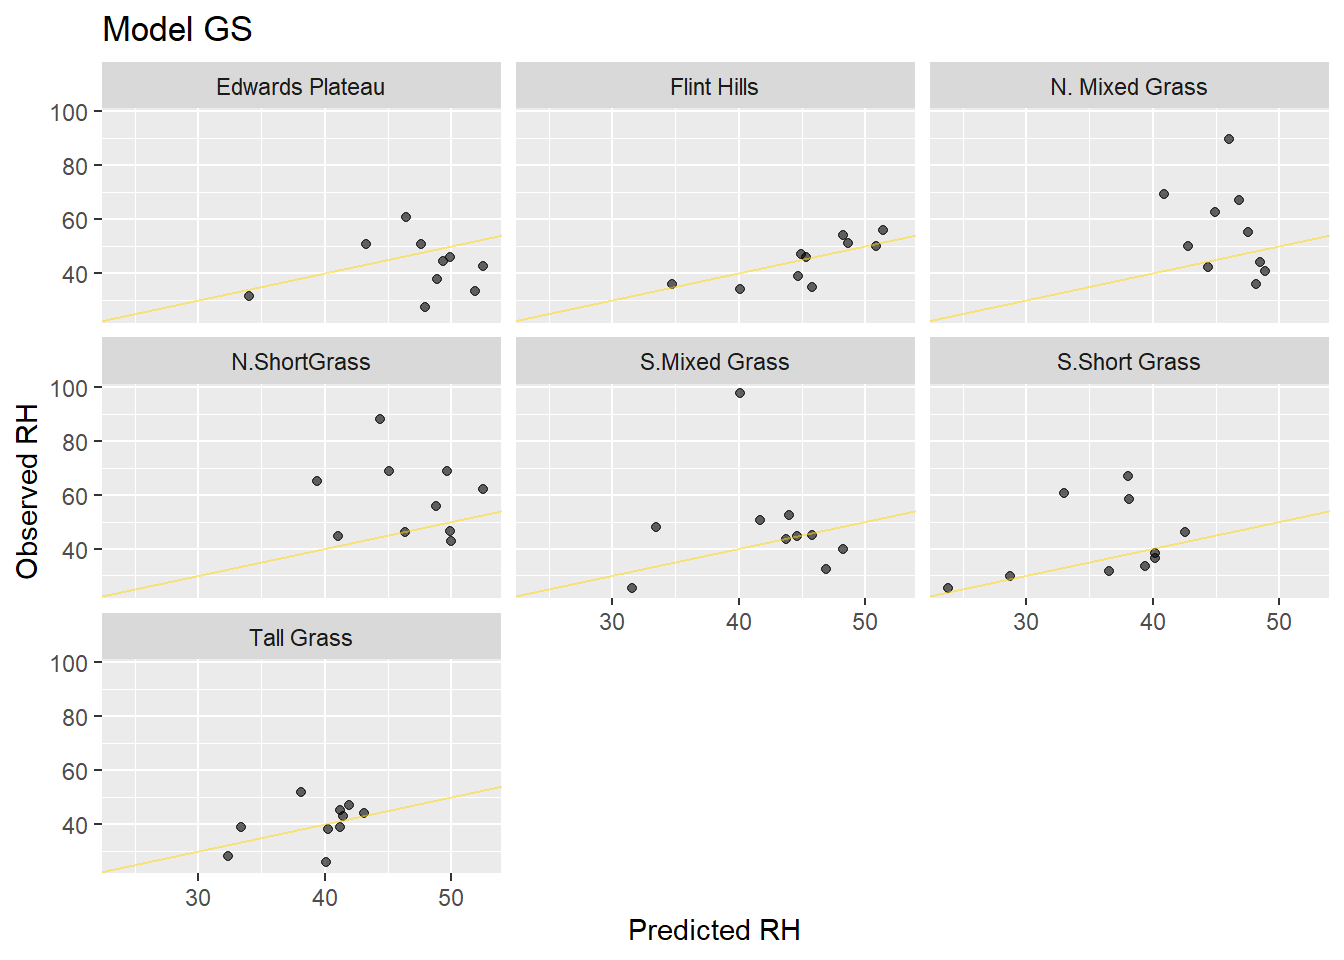 Model GS
Edwards Plateau
Flint Hills
N. Mixed Grass
100
80
60
40
N.ShortGrass
S.Mixed Grass
S.Short Grass
100
80
60
40
30
40
50
30
40
50
Tall Grass
100
80
60
40
30
40
50
Observed RH
Predicted RH